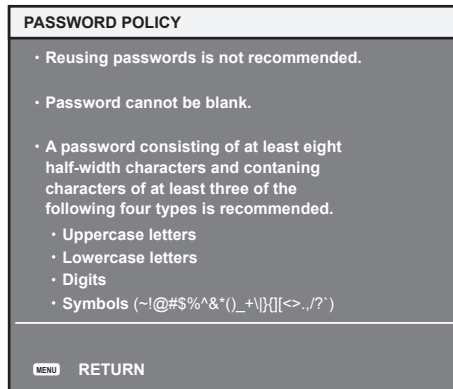 PASSWORD POLICY
・Reusing passwords is not recommended.
・Password cannot be blank.
・A password consisting of at least eight
half-width characters and contaning
characters of at least three of the
following four types is recommended.
・Uppercase letters
・Lowercase letters
・Digits
・Symbols (~!@#$%^&*()_+\|}{][<>.,/?`)
MENU RETURN